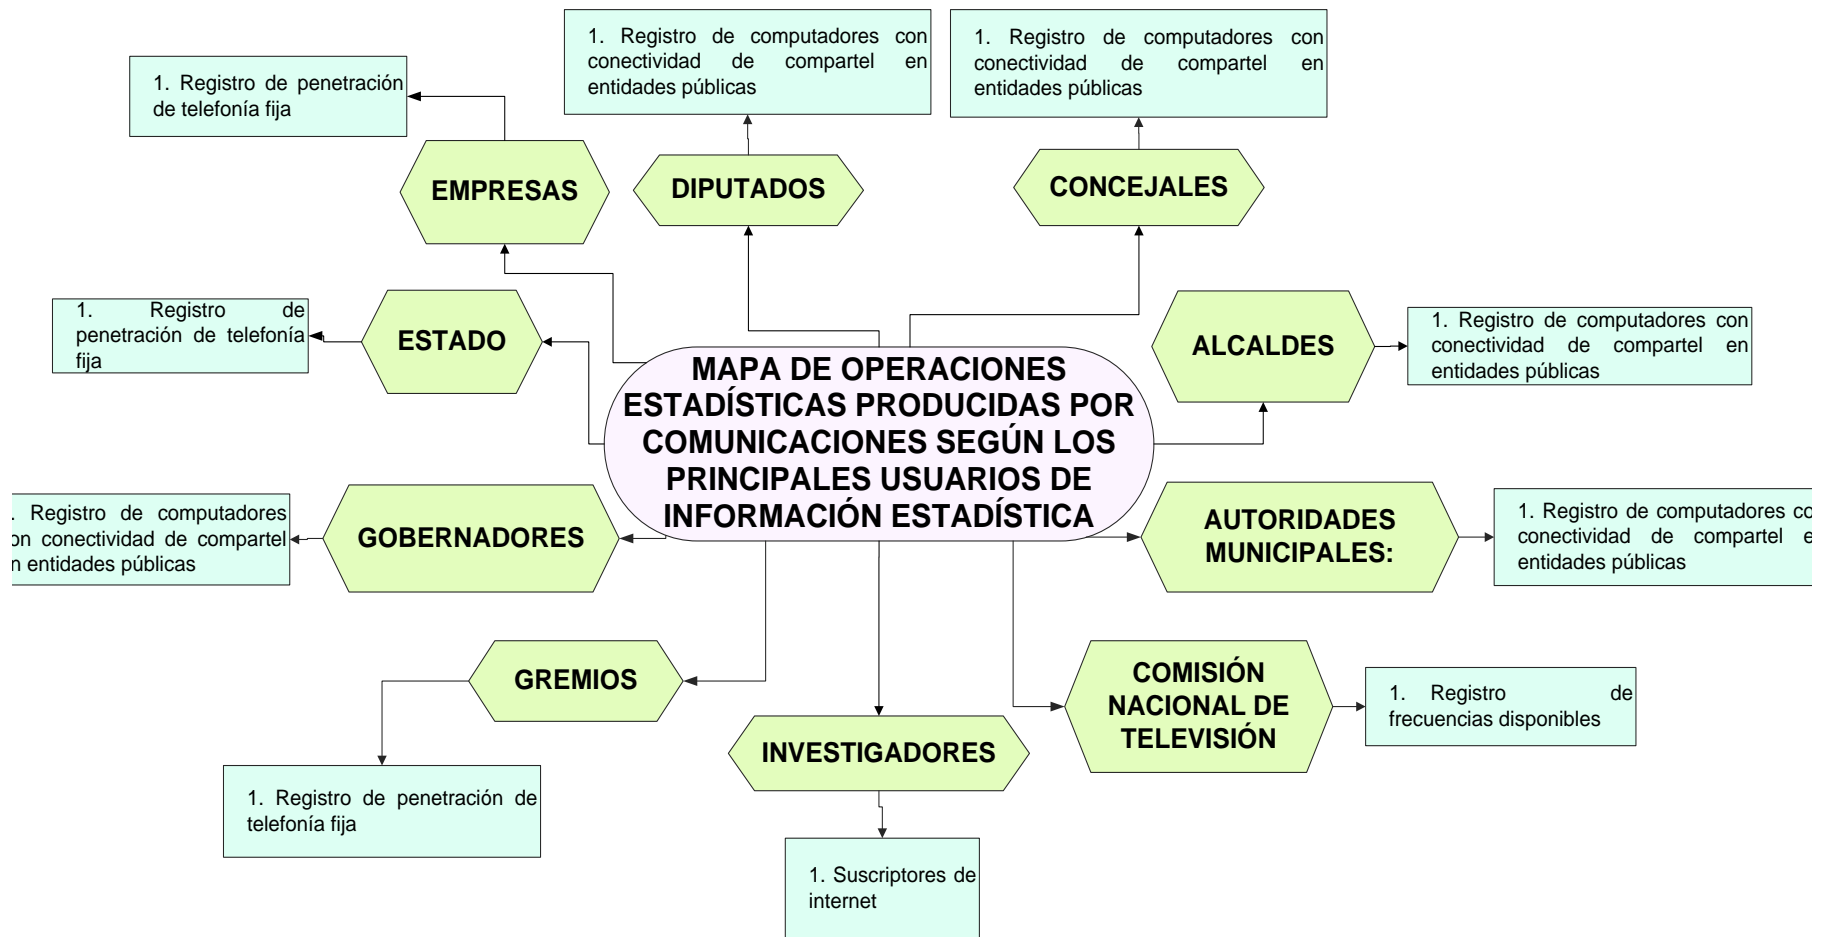 1. Registro de computadores con
conectividad de compartel en
entidades públicas
1. Registro de computadores con
conectividad de compartel en
entidades públicas
1. Registro de penetración
de telefonía fija
EMPRESAS
DIPUTADOS
CONCEJALES
1. Registro de
penetración de telefonía
fija
ESTADO
ALCALDES
1. Registro de computadores con
conectividad de compartel en
entidades públicas
MAPA DE OPERACIONES
ESTADÍSTICAS PRODUCIDAS POR
COMUNICACIONES SEGÚN LOS
PRINCIPALES USUARIOS DE
INFORMACIÓN ESTADÍSTICA
. Registro de computadores
on conectividad de compartel
n entidades públicas
GOBERNADORES
AUTORIDADES
MUNICIPALES:
1. Registro de computadores co
conectividad de compartel e
entidades públicas
GREMIOS
COMISIÓN
NACIONAL DE
TELEVISIÓN
1. Registro de
frecuencias disponibles
INVESTIGADORES
1. Registro de penetración de
telefonía fija
1. Suscriptores de
internet